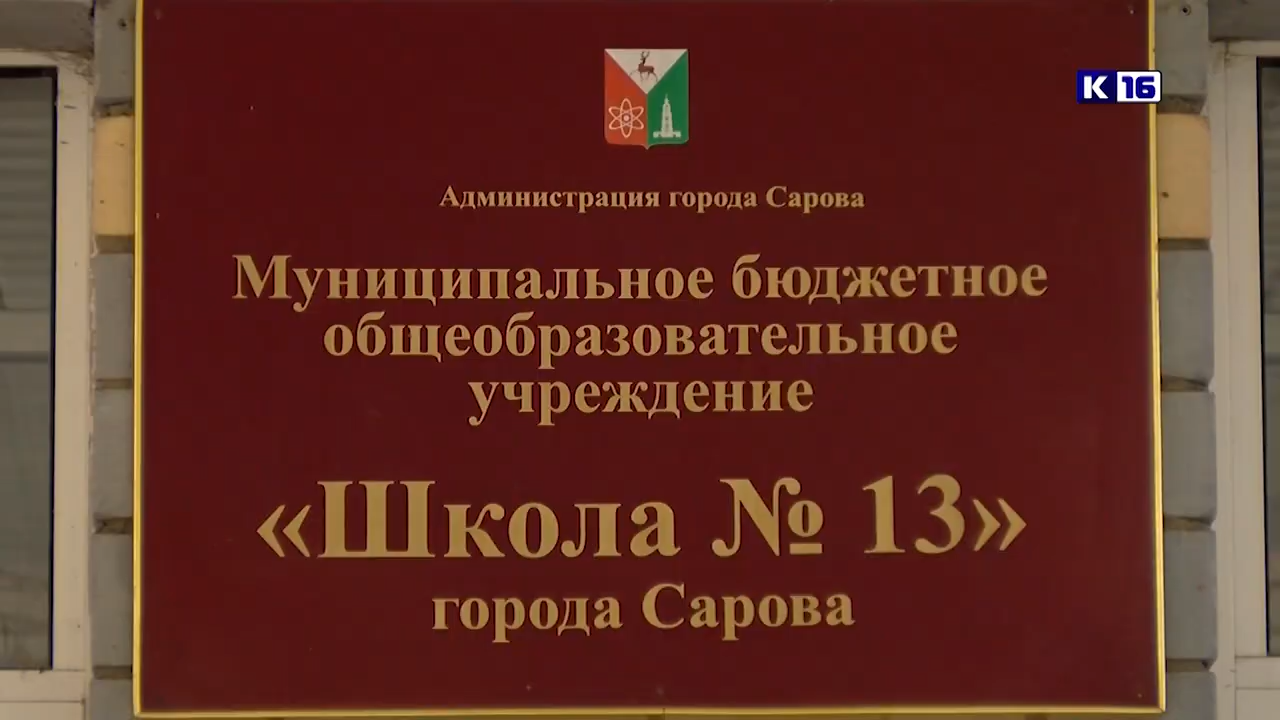 К 16
Администрация города Сарова
Муниципальное бюджетное
общеобразовательное
учреждение
«Школа № 13»
города Сарова